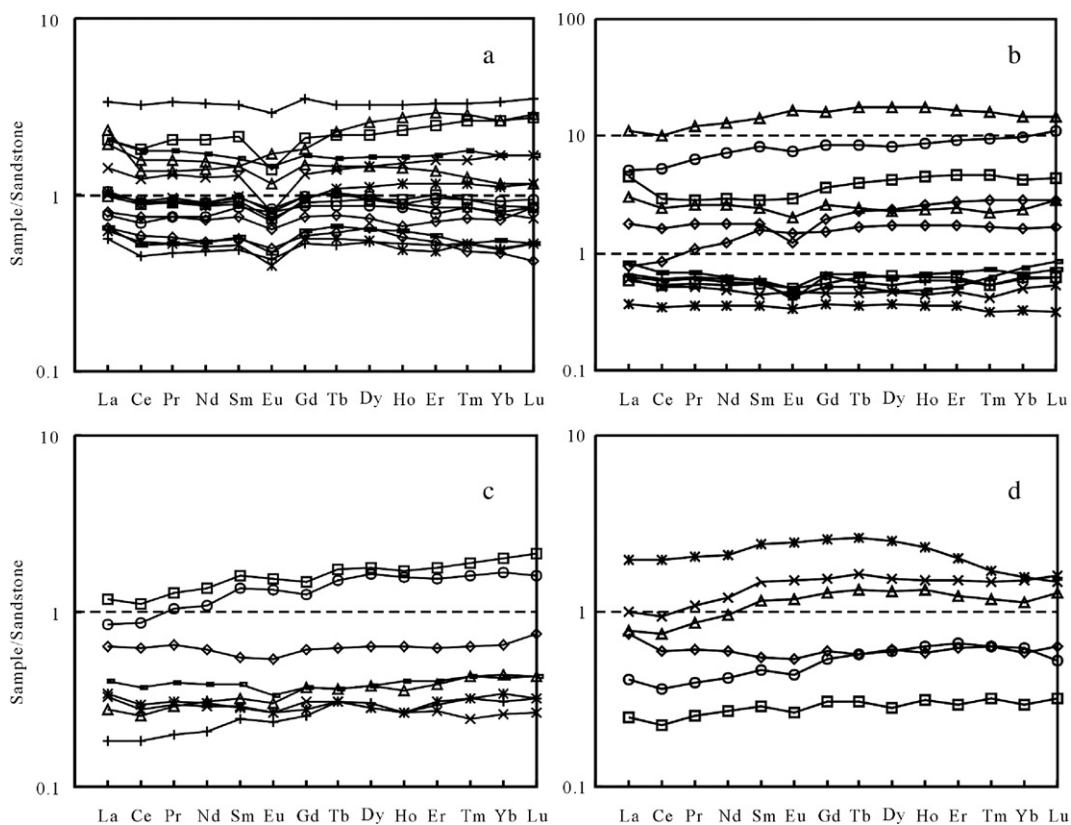 10
a
1
Sample/Sandstone
0.1
La Ce Pr Nd Sm Eu Gd Tb Dy Ho Er Tm Yb Lu
100
b
10
1
0.1
La Ce Pr Nd Sm Eu Gd Tb Dy Ho Er Tm Yb Lu
10
c
1
Sample/Sandstone
0.1
La Ce Pr Nd Sm Eu Gd Tb Dy Ho Er Tm Yb Lu
10
d
1
0.1
La Ce Pr Nd Sm Eu Gd Tb Dy Ho Er Tm Yb Lu